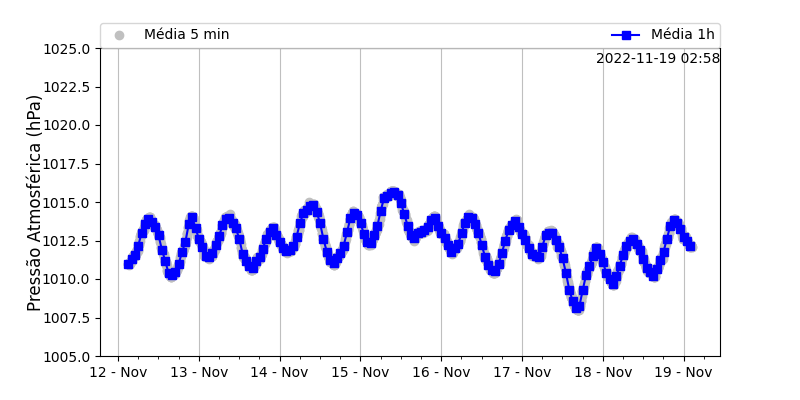 Média 5 min
Média 1h
2022-11-19 02:58
Pressão Atmosférica (hPa)
1025.0
1022.5
1020.0
1017.5
1015.0
1012.5
1010.0
1007.5
1005.0
12 - Nov
13 - Nov
14 - Nov
15 - Nov
16 - Nov
17 - Nov
18 - Nov
19 - Nov